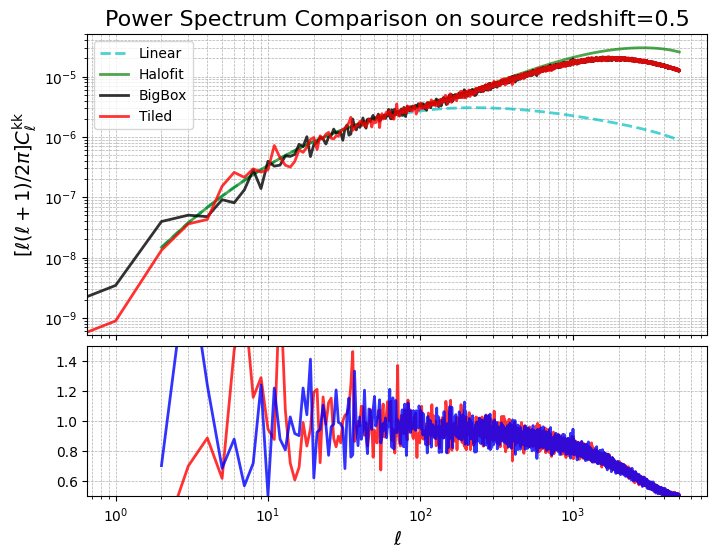 Power Spectrum Comparison on source redshift=0.5
Linear
Halofit
BigBox
Tiled
[ℓ(ℓ + 1)/2π]C_ℓ^{kk}
10⁻⁵
10⁻⁶
10⁻⁷
10⁻⁸
10⁻⁹
1.4
1.2
1.0
0.8
0.6
10⁰ 10¹ 10² 10³
ℓ